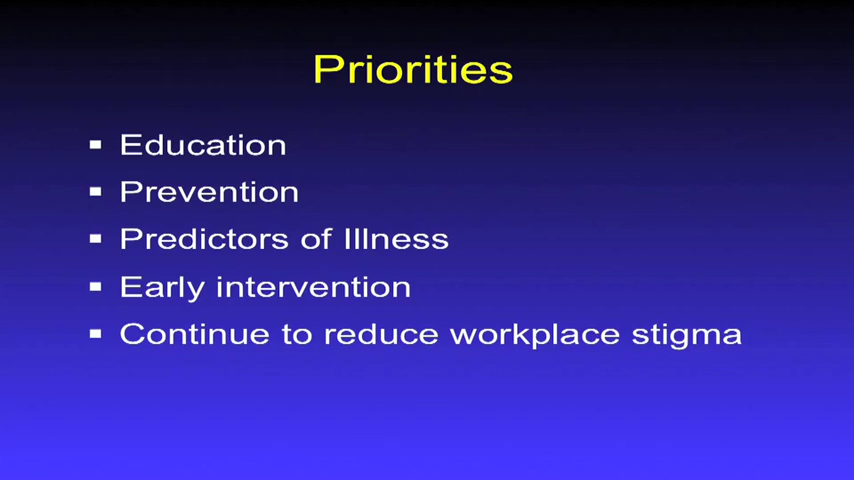 Priorities
▪ Education
▪ Prevention
▪ Predictors of Illness
▪ Early intervention
▪ Continue to reduce workplace stigma